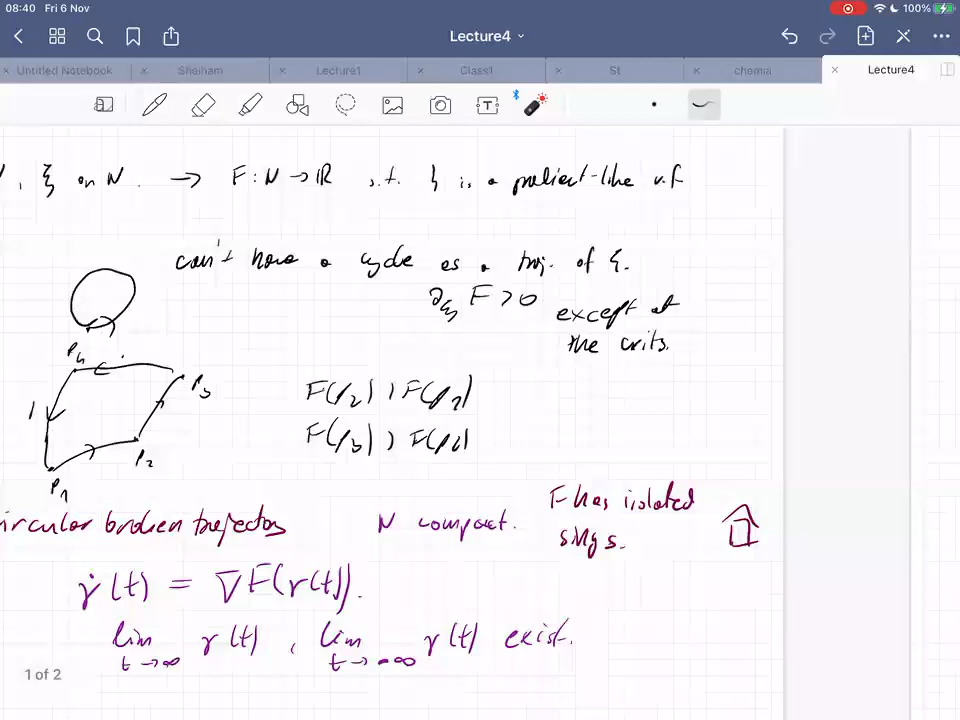 08:40 Fri 6 Nov
100%
Lecture4
Untitled Notebook
Sheiham
Lecture1
Class1
St
chemia
Lecture4
, ξ on N. → F: N → ℝ s.t. ξ is a gradient-like v.f
can't have a cycle as a traj. of ξ.
∂ξ F > 0 except at
the crits.
P4
P3
P2
P1
F(p2) > F(p1)
F(p3) > F(p2)
circular broken trajectory N compact. F has isolated
sings.
γ̇(t) = ∇F(γ(t)).
lim t→∞ γ(t), lim t→-∞ γ(t) exist.
1 of 2